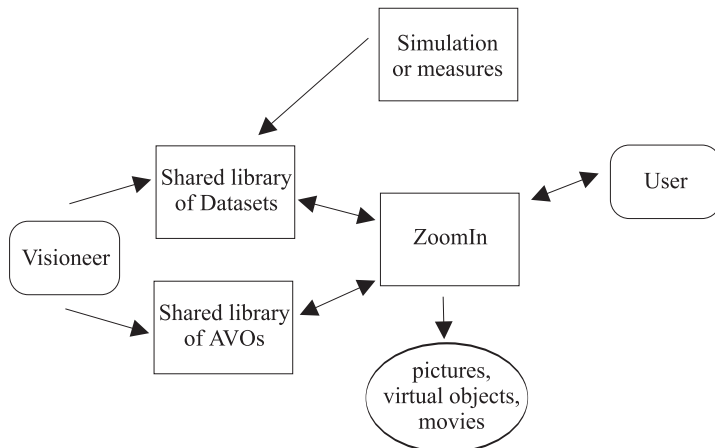 Simulation
or measures
Shared library
of Datasets
User
ZoomIn
Visioneer
Shared library
of AVOs
pictures,
virtual objects,
movies